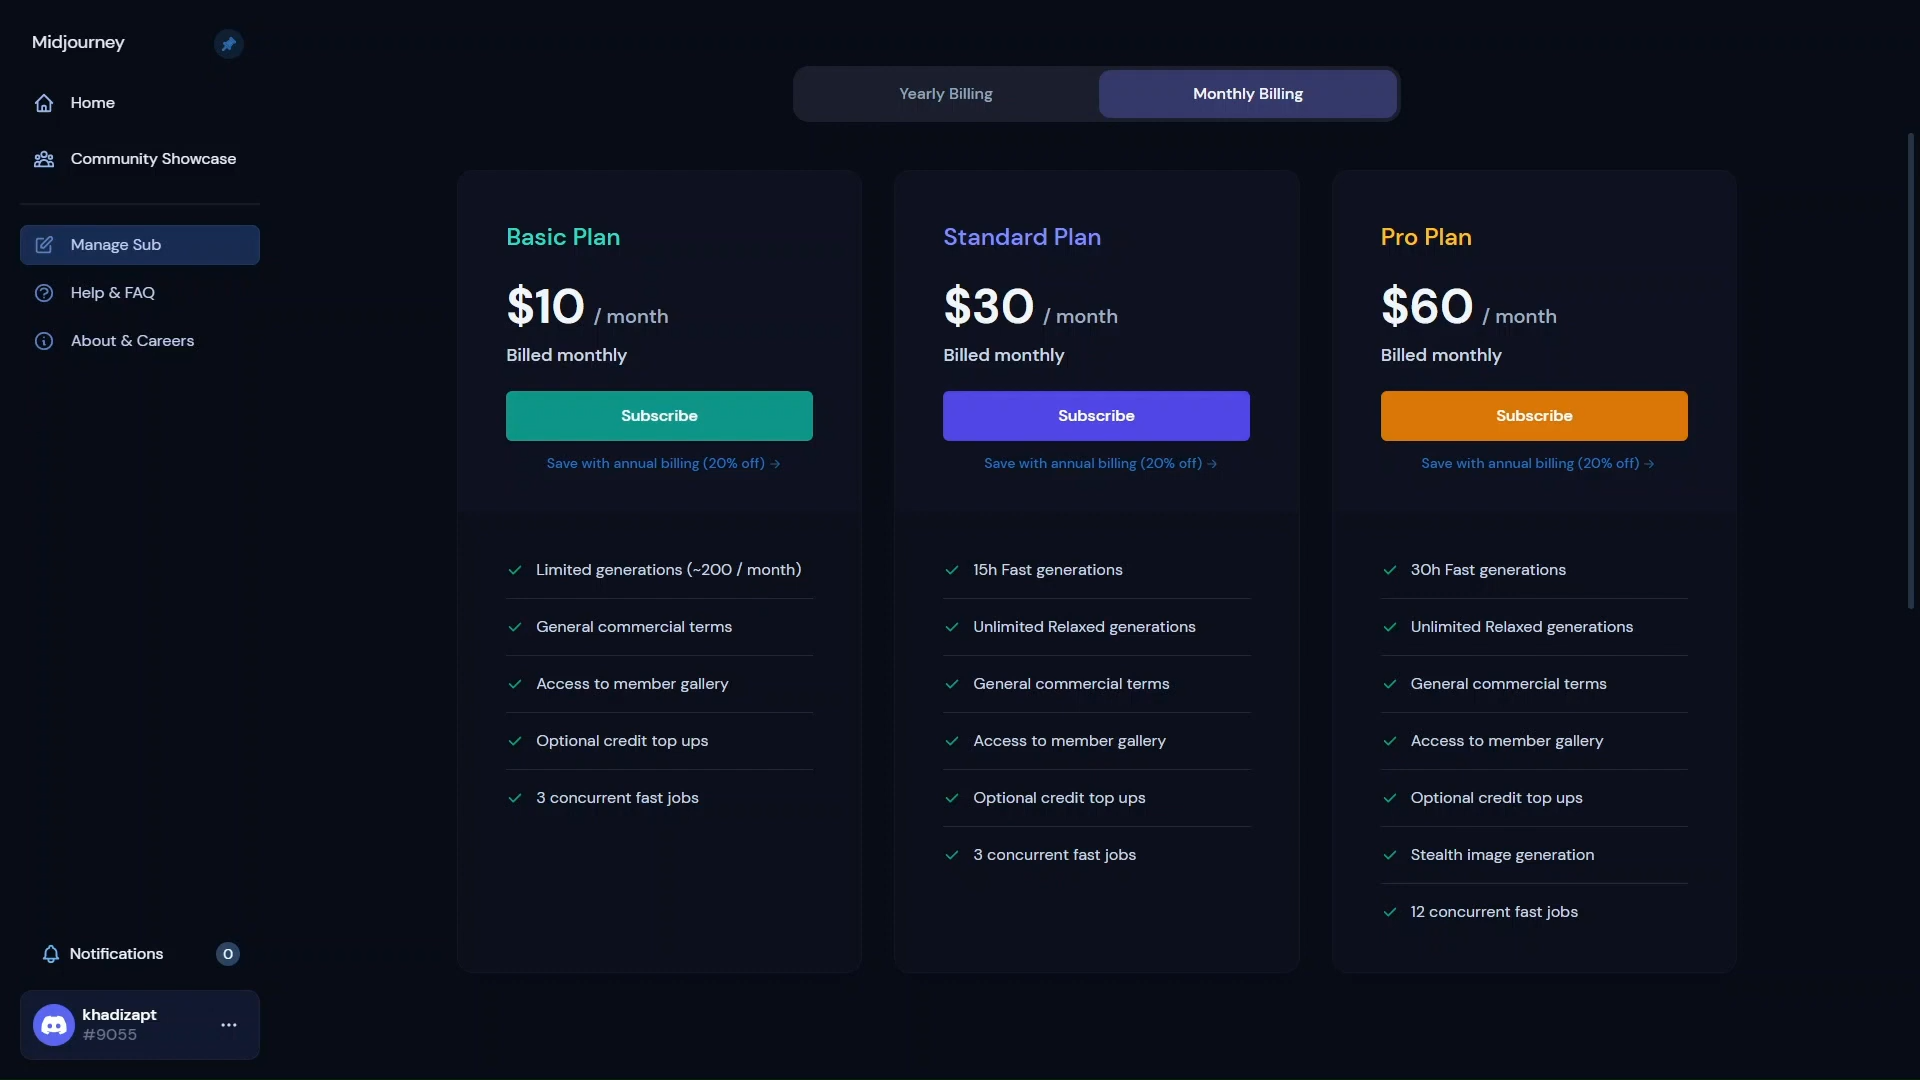 Midjourney
Home
Community Showcase
Manage Sub
Help & FAQ
About & Careers
Notifications
0
khadizapt
#9055
Yearly Billing
Monthly Billing
Basic Plan
$10 / month
Billed monthly
Subscribe
Save with annual billing (20% off) →
Limited generations (~200 / month)
General commercial terms
Access to member gallery
Optional credit top ups
3 concurrent fast jobs
Standard Plan
$30 / month
Billed monthly
Subscribe
Save with annual billing (20% off) →
15h Fast generations
Unlimited Relaxed generations
General commercial terms
Access to member gallery
Optional credit top ups
3 concurrent fast jobs
Pro Plan
$60 / month
Billed monthly
Subscribe
Save with annual billing (20% off) →
30h Fast generations
Unlimited Relaxed generations
General commercial terms
Access to member gallery
Optional credit top ups
Stealth image generation
12 concurrent fast jobs